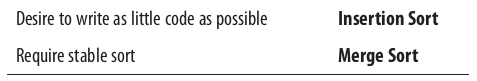 Desire to write as little code as possible Insertion Sort
Require stable sort Merge Sort